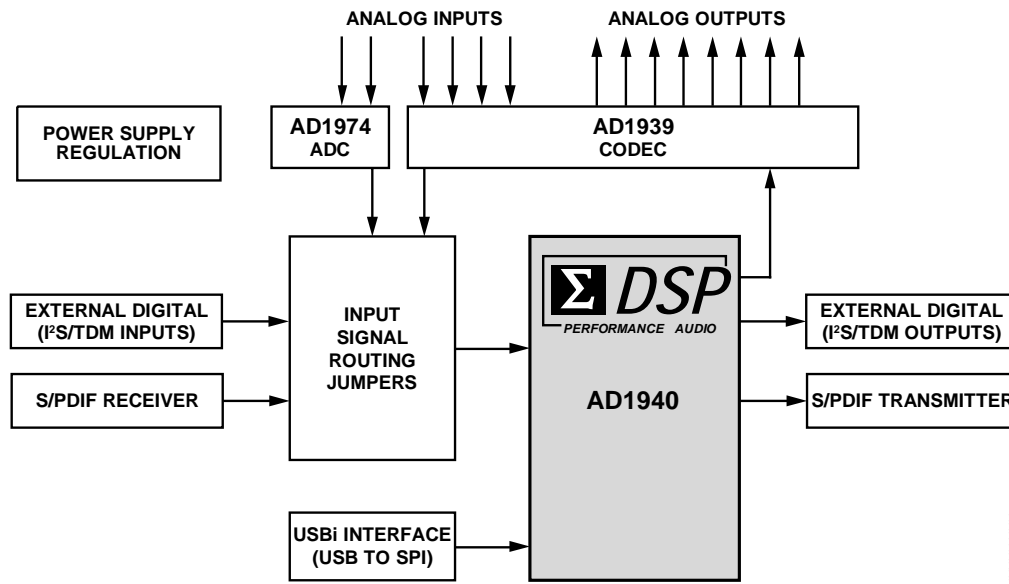 ANALOG INPUTS
ANALOG OUTPUTS
POWER SUPPLY
REGULATION
AD1974
ADC
AD1939
CODEC
EXTERNAL DIGITAL
(I²S/TDM INPUTS)
S/PDIF RECEIVER
INPUT
SIGNAL
ROUTING
JUMPERS
Σ DSP
PERFORMANCE AUDIO
AD1940
EXTERNAL DIGITAL
(I²S/TDM OUTPUTS)
S/PDIF TRANSMITTER
USBi INTERFACE
(USB TO SPI)